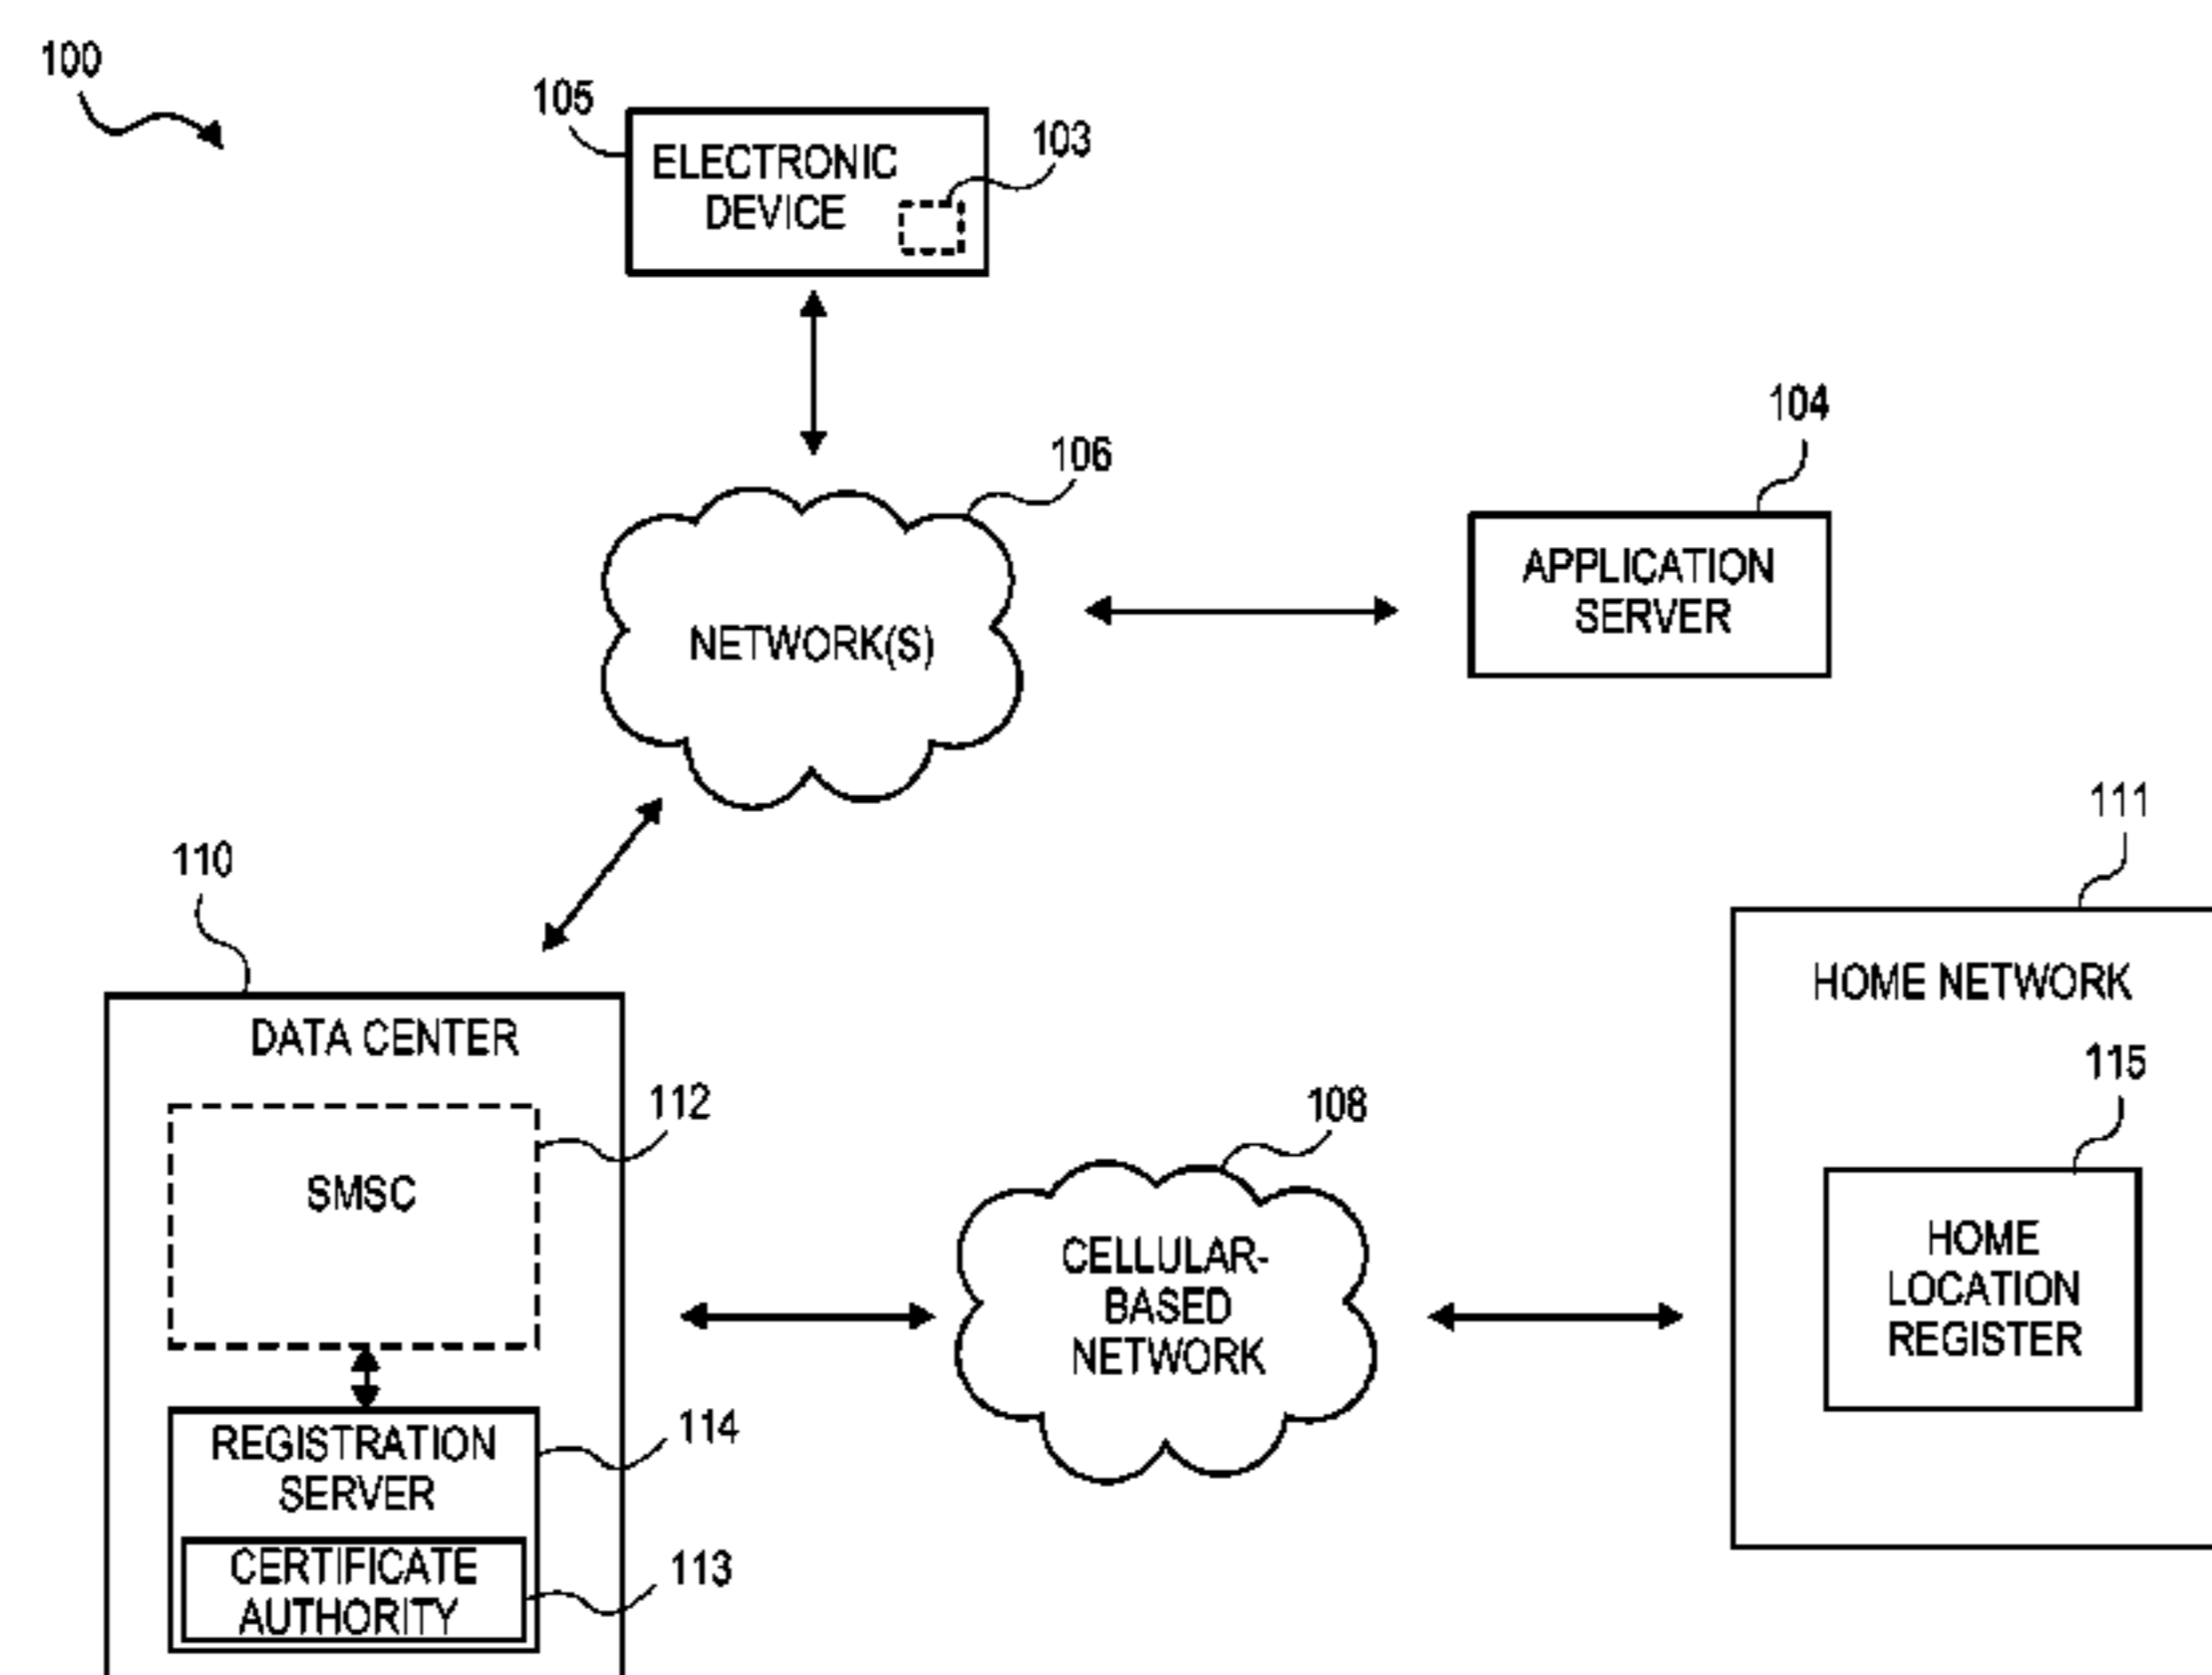 100
105
103
ELECTRONIC
DEVICE
106
104
NETWORK(S)
APPLICATION
SERVER
111
110
HOME NETWORK
DATA CENTER
115
112
108
SMSC
HOME
LOCATION
REGISTER
CELLULAR-
BASED
NETWORK
114
REGISTRATION
SERVER
113
CERTIFICATE
AUTHORITY